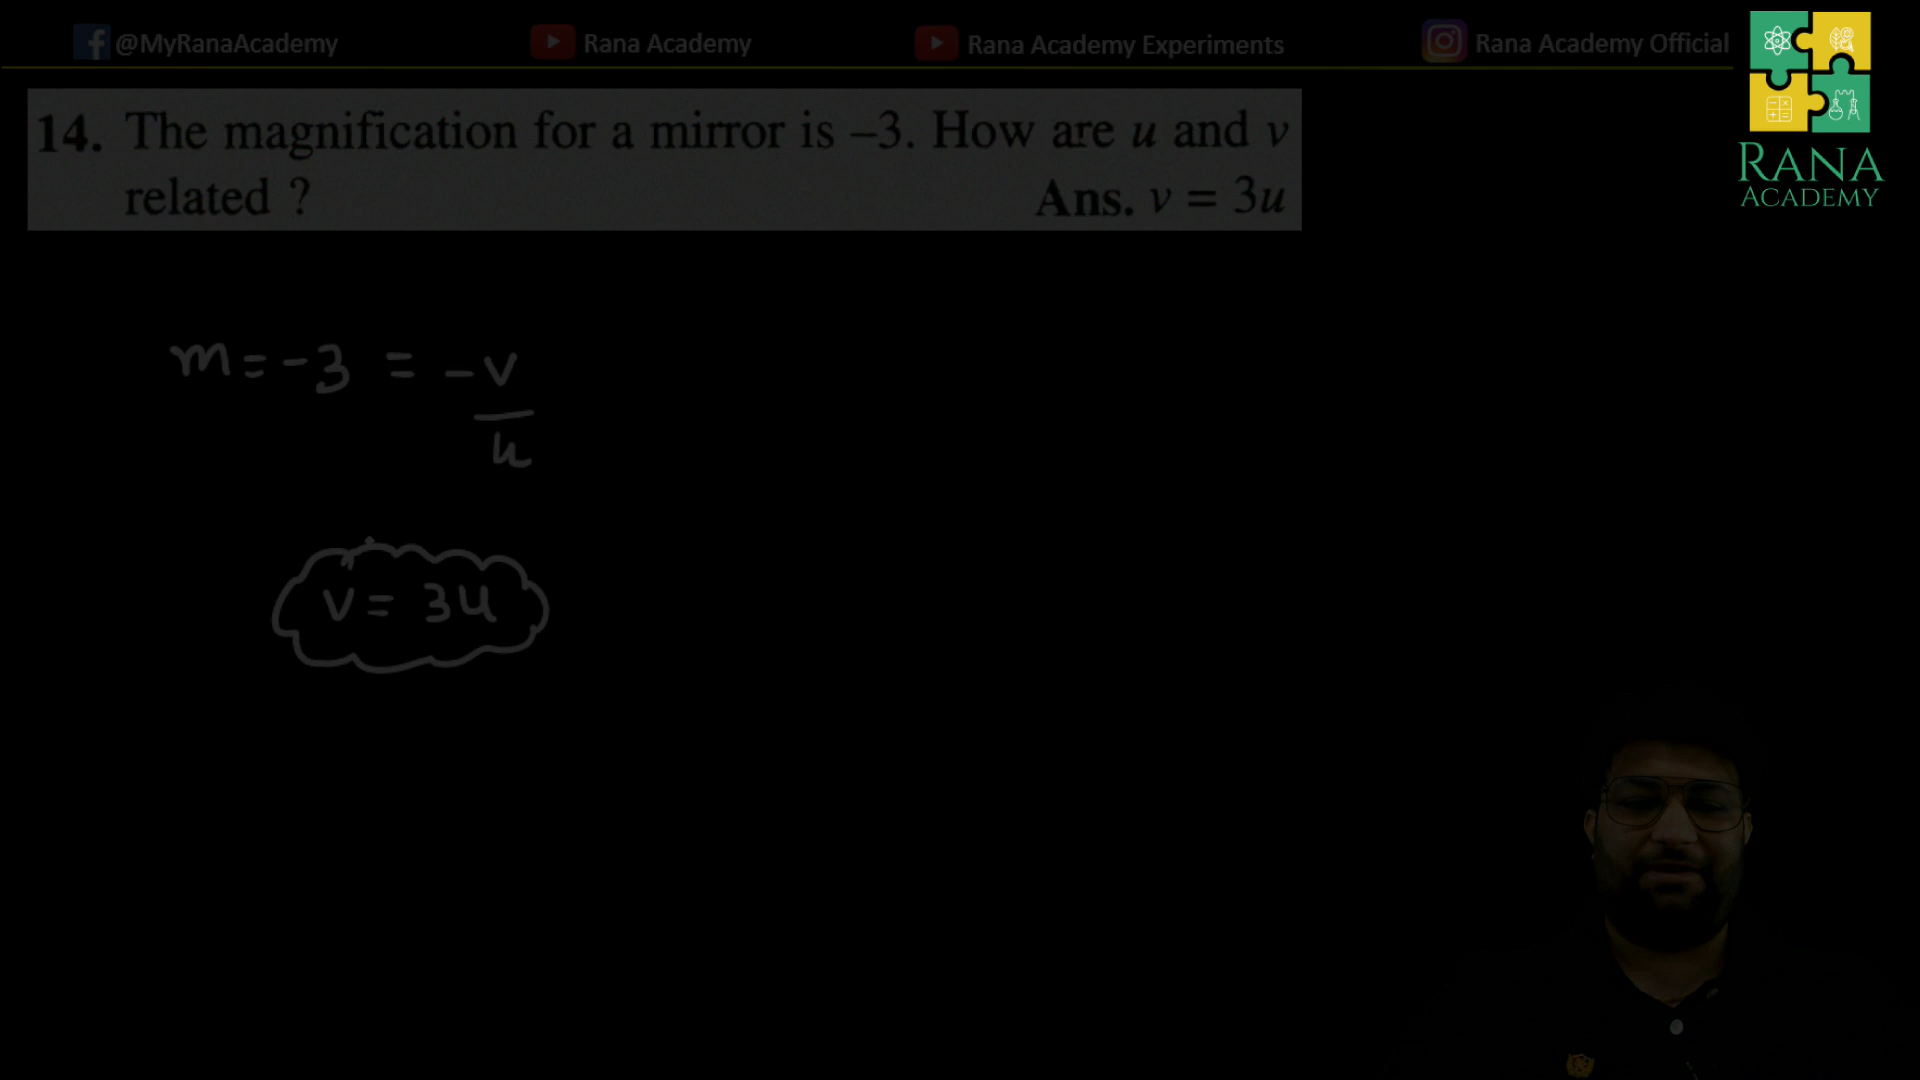 @MyRanaAcademy Rana Academy Rana Academy Experiments Rana Academy Official
RANA
ACADEMY
14. The magnification for a mirror is –3. How are u and v
related ? Ans. v = 3u
m = -3 = -v
u
v = 3u